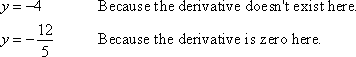 y = −4 Because the derivative doesn't exist here.
y = −12/5 Because the derivative is zero here.